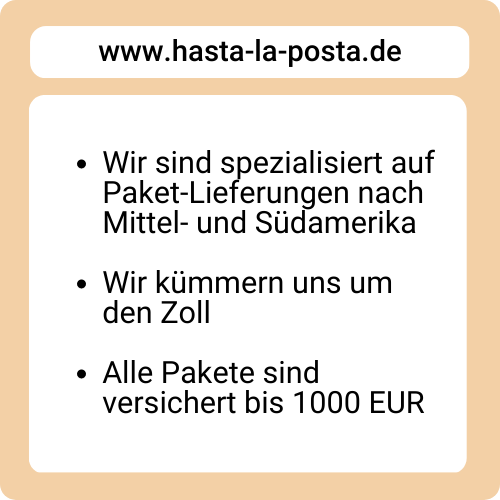 www.hasta-la-posta.de
• Wir sind spezialisiert auf
Paket-Lieferungen nach
Mittel- und Südamerika
• Wir kümmern uns um
den Zoll
• Alle Pakete sind
versichert bis 1000 EUR